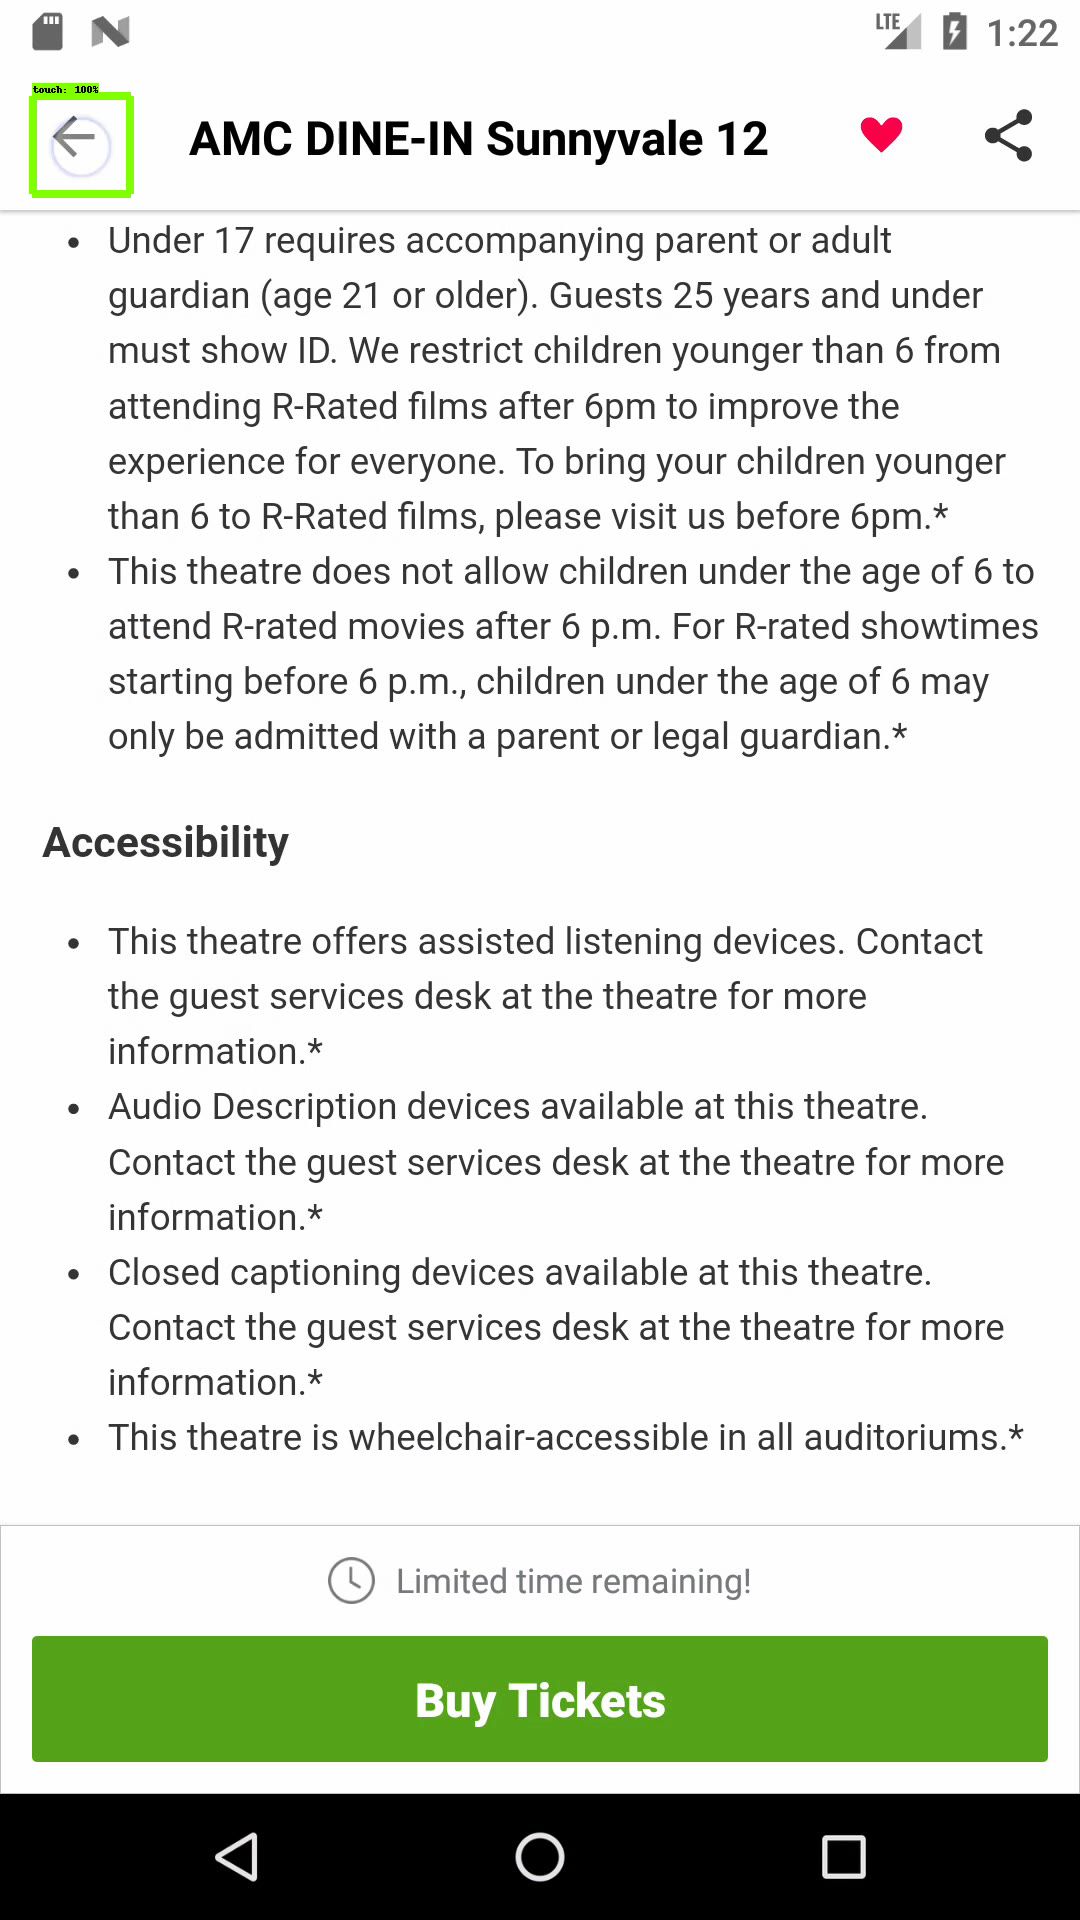 LTE 1:22
touch: 100%
AMC DINE-IN Sunnyvale 12
• Under 17 requires accompanying parent or adult
guardian (age 21 or older). Guests 25 years and under
must show ID. We restrict children younger than 6 from
attending R-Rated films after 6pm to improve the
experience for everyone. To bring your children younger
than 6 to R-Rated films, please visit us before 6pm.*
• This theatre does not allow children under the age of 6 to
attend R-rated movies after 6 p.m. For R-rated showtimes
starting before 6 p.m., children under the age of 6 may
only be admitted with a parent or legal guardian.*
Accessibility
• This theatre offers assisted listening devices. Contact
the guest services desk at the theatre for more
information.*
• Audio Description devices available at this theatre.
Contact the guest services desk at the theatre for more
information.*
• Closed captioning devices available at this theatre.
Contact the guest services desk at the theatre for more
information.*
• This theatre is wheelchair-accessible in all auditoriums.*
Limited time remaining!
Buy Tickets